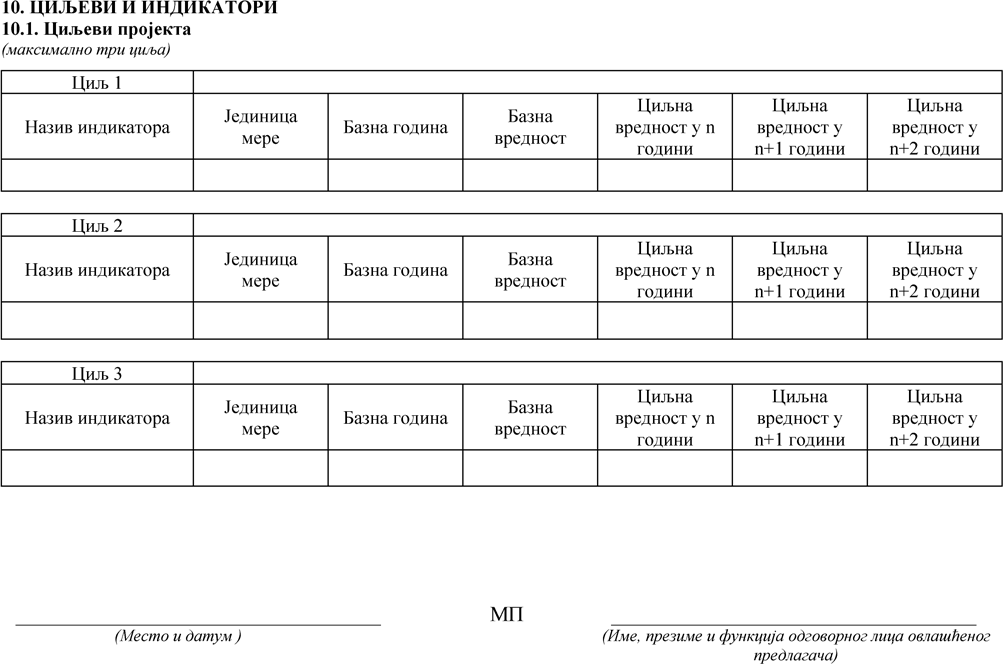 10. ЦИЉЕВИ И ИНДИКАТОРИ
10.1. Циљеви пројекта
(максимално три циља)
Циљ 1
Назив индикатора
Јединица
мере
Базна година
Базна
вредност
Циљна
вредност у n
години
Циљна
вредност у
n+1 години
Циљна
вредност у
n+2 години
Циљ 2
Назив индикатора
Јединица
мере
Базна година
Базна
вредност
Циљна
вредност у n
години
Циљна
вредност у
n+1 години
Циљна
вредност у
n+2 години
Циљ 3
Назив индикатора
Јединица
мере
Базна година
Базна
вредност
Циљна
вредност у n
години
Циљна
вредност у
n+1 години
Циљна
вредност у
n+2 години
МП
(Место и датум )
(Име, презиме и функција одговорног лица овлашћеног
предлагача)